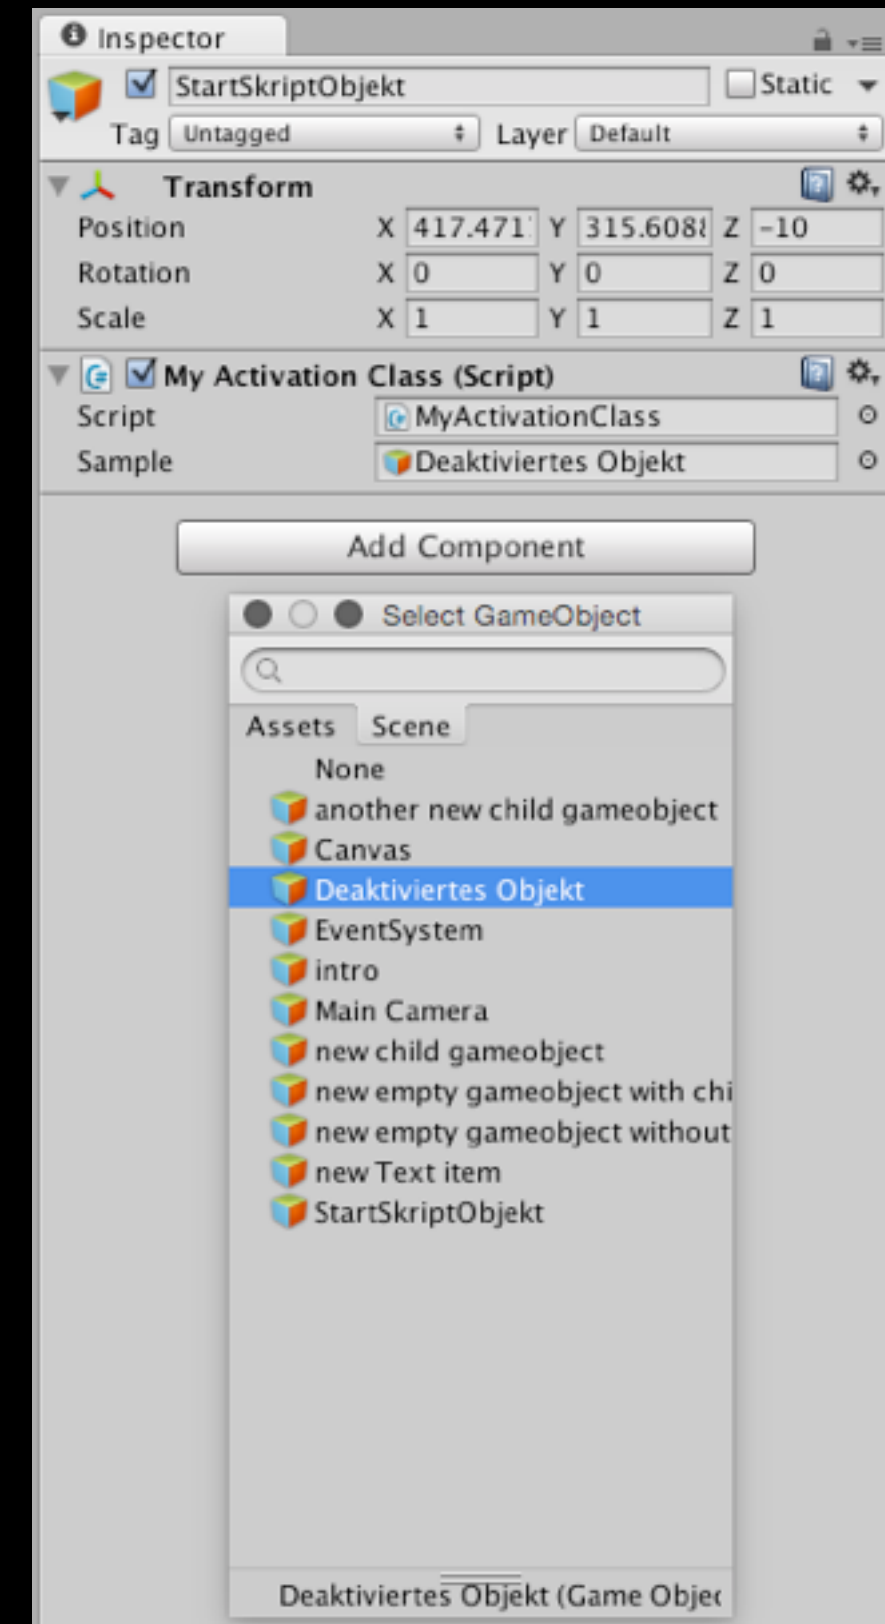 Inspector
StartSkriptObjekt Static
Tag Untagged Layer Default
Transform
Position X 417.471 Y 315.608 Z -10
Rotation X 0 Y 0 Z 0
Scale X 1 Y 1 Z 1
My Activation Class (Script)
Script MyActivationClass
Sample Deaktiviertes Objekt
Add Component
Select GameObject
Assets Scene
None
another new child gameobject
Canvas
Deaktiviertes Objekt
EventSystem
intro
Main Camera
new child gameobject
new empty gameobject with chi
new empty gameobject without
new Text item
StartSkriptObjekt
Deaktiviertes Objekt (Game Objec